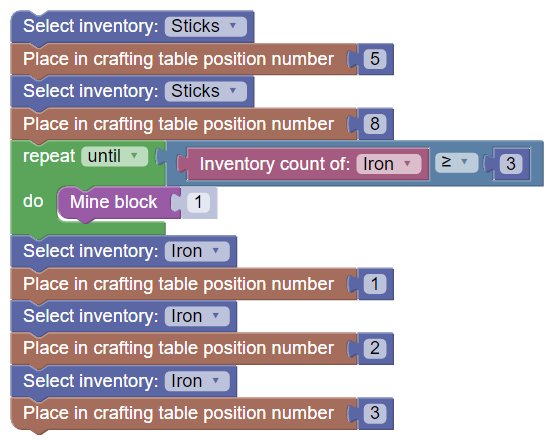 Select inventory: Sticks
Place in crafting table position number 5
Select inventory: Sticks
Place in crafting table position number 8
repeat until Inventory count of: Iron ≥ 3
do Mine block 1
Select inventory: Iron
Place in crafting table position number 1
Select inventory: Iron
Place in crafting table position number 2
Select inventory: Iron
Place in crafting table position number 3